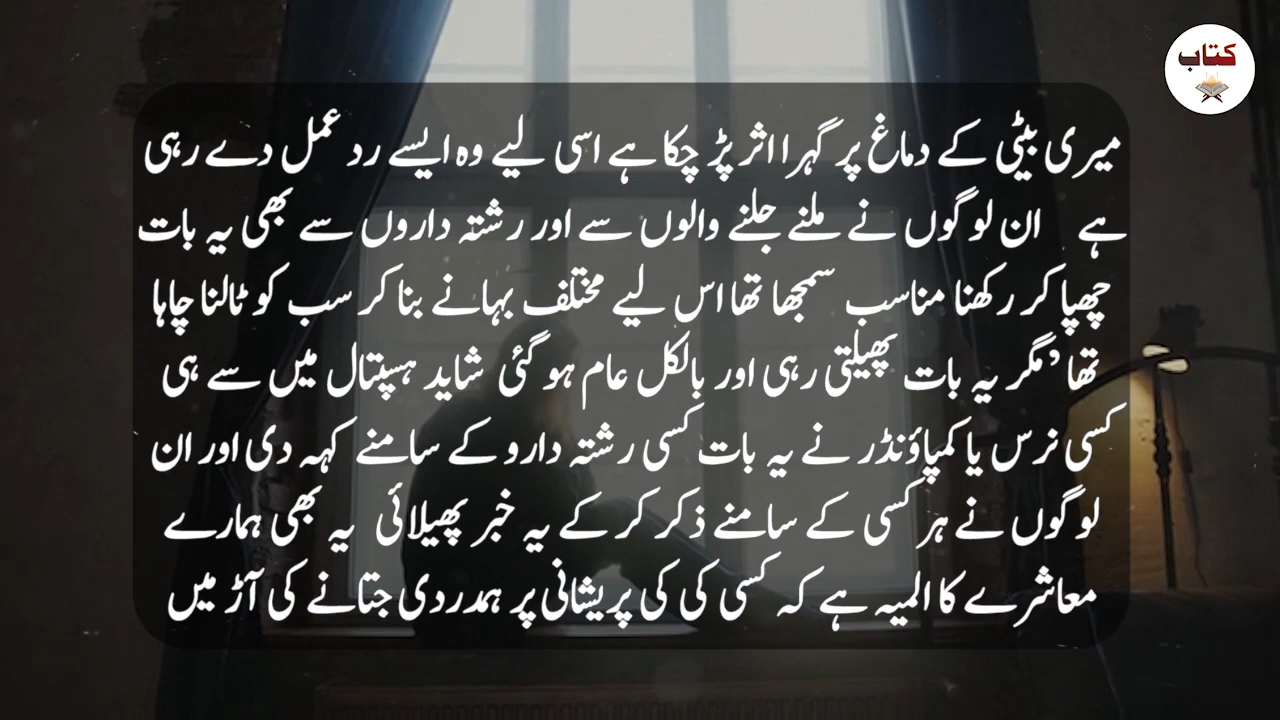 کتاب
میری بیٹی کے دماغ پر گہرا اثر پڑ چکا ہے اسی لیے وہ ایسے رد عمل دے رہی
ہے ان لوگوں نے ملنے جلنے والوں سے اور رشتہ داروں سے بھی یہ بات
چھپا کر رکھنا مناسب سمجھا تھا اس لیے مختلف بہانے بنا کر سب کو ٹالنا چاہا
تھا ’مگر یہ بات پھیلتی رہی اور بالکل عام ہو گئی شاید ہسپتال میں سے ہی
کسی نرس یا کمپاؤنڈر نے یہ بات کسی رشتہ دارو کے سامنے کہہ دی اور ان
لوگوں نے ہر کسی کے سامنے ذکر کر کے یہ خبر پھیلائی یہ بھی ہمارے
معاشرے کا المیہ ہے کہ کسی کی کی پریشانی پر ہمدردی جتانے کی آڑ میں